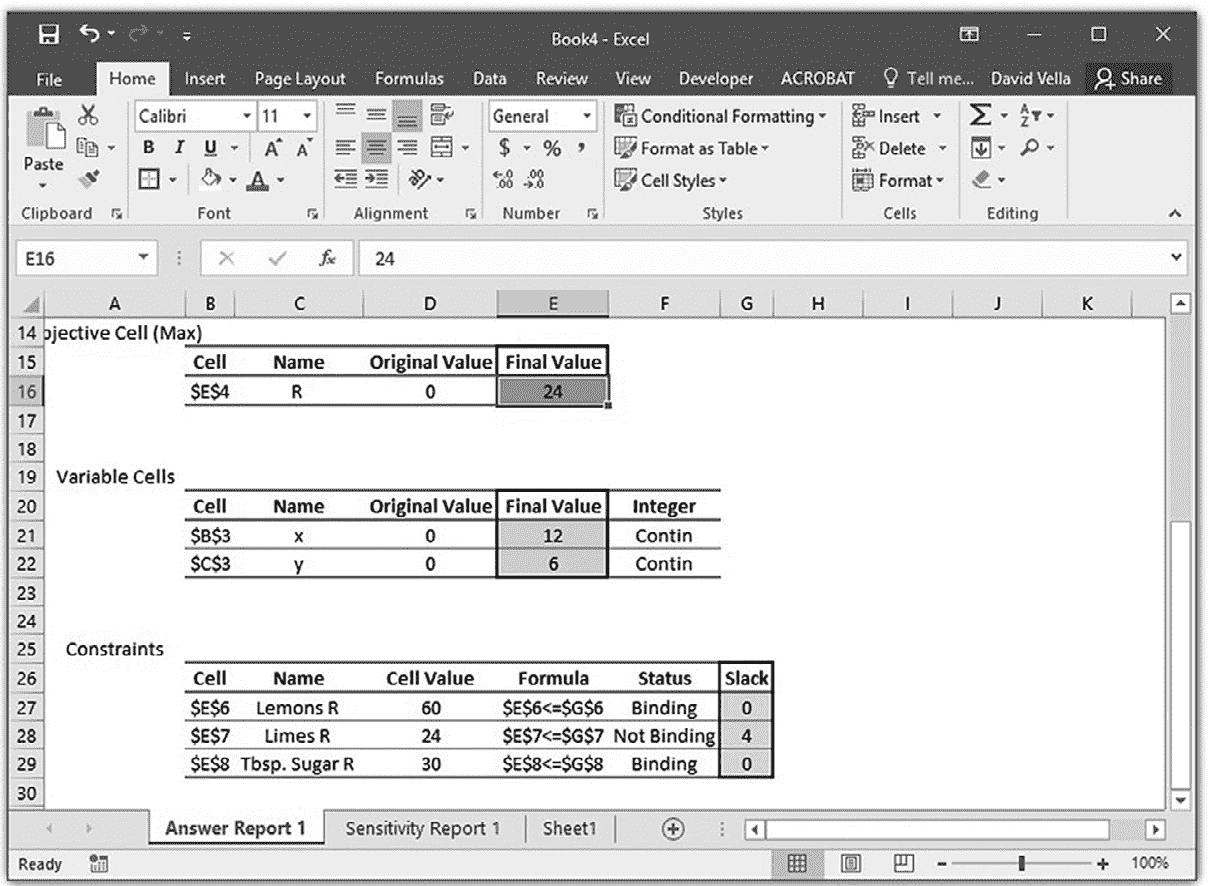 Book4 - Excel
File Home Insert Page Layout Formulas Data Review View Developer ACROBAT Tell me... David Vella Share
Calibri 11 General Conditional Formatting Insert Σ
Paste B I U A A $ % , Format as Table Delete
A .00 .00 Cell Styles Format
Clipboard Font Alignment Number Styles Cells Editing
E16 fx 24
A B C D E F G H I J K
14 bjective Cell (Max)
15 Cell Name Original Value Final Value
16 $E$4 R 0 24
17
18
19 Variable Cells
20 Cell Name Original Value Final Value Integer
21 $B$3 x 0 12 Contin
22 $C$3 y 0 6 Contin
23
24
25 Constraints
26 Cell Name Cell Value Formula Status Slack
27 $E$6 Lemons R 60 $E$6<=$G$6 Binding 0
28 $E$7 Limes R 24 $E$7<=$G$7 Not Binding 4
29 $E$8 Tbsp. Sugar R 30 $E$8<=$G$8 Binding 0
30
Answer Report 1 Sensitivity Report 1 Sheet1
Ready 100%